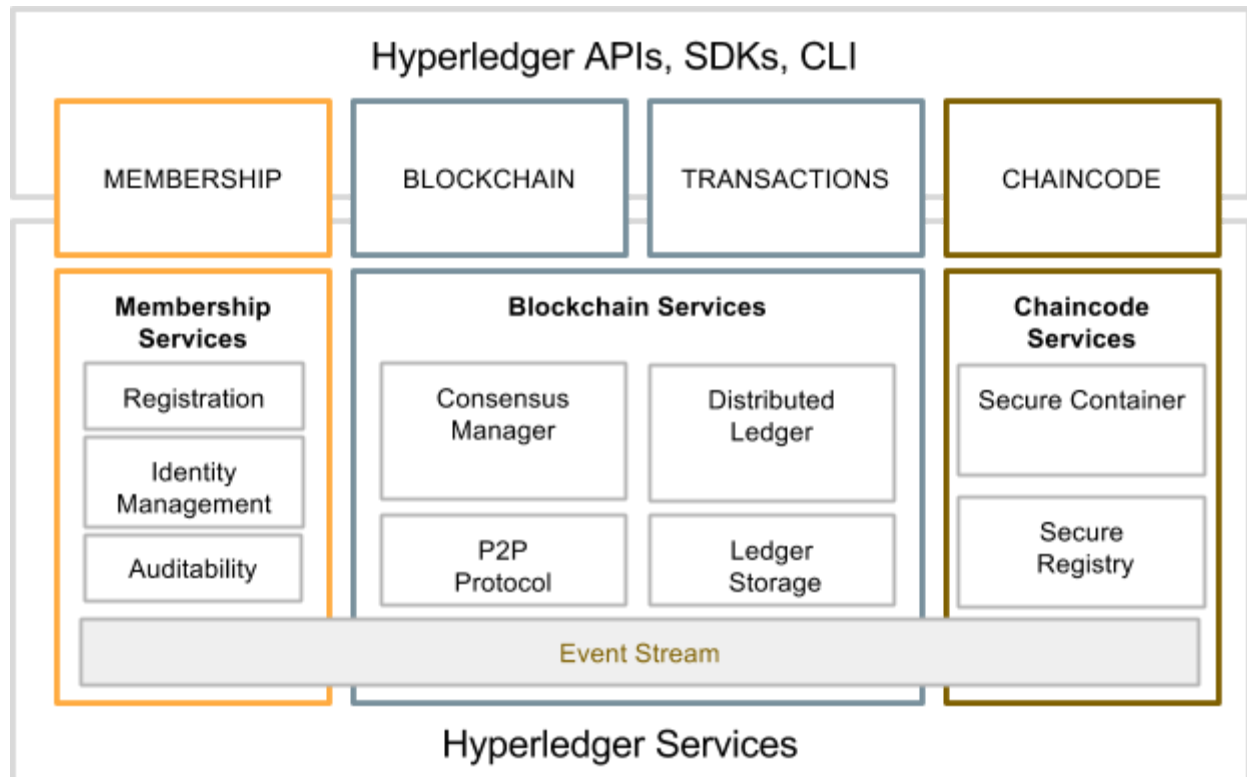 Hyperledger APIs, SDKs, CLI
MEMBERSHIP
BLOCKCHAIN
TRANSACTIONS
CHAINCODE
Membership
Services
Registration
Identity
Management
Auditability
Blockchain Services
Consensus
Manager
Distributed
Ledger
P2P
Protocol
Ledger
Storage
Chaincode
Services
Secure Container
Secure
Registry
Event Stream
Hyperledger Services